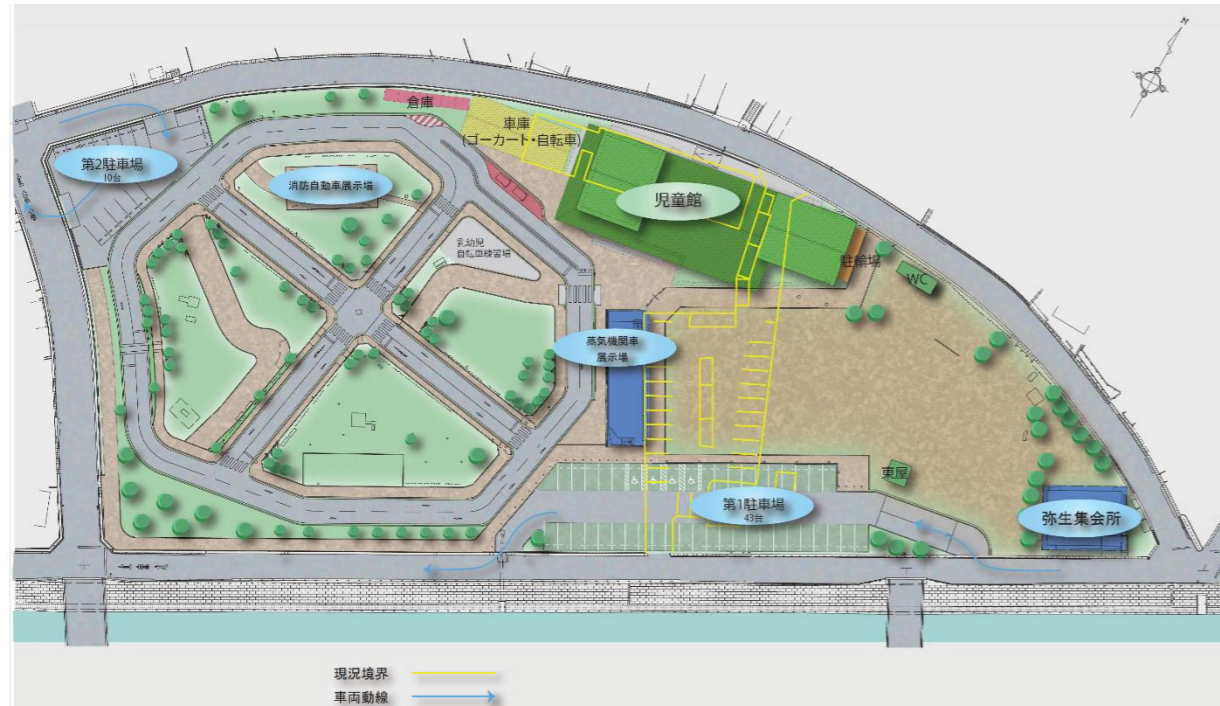 N
倉庫
車庫
(ゴーカート・自転車)
第2駐車場
10台
消防自動車展示場
児童館
乳幼児
自転車練習場
駐輪場
WC
蒸気機関車
展示場
東屋
第1駐車場
43台
弥生集会所
現況境界
車両動線